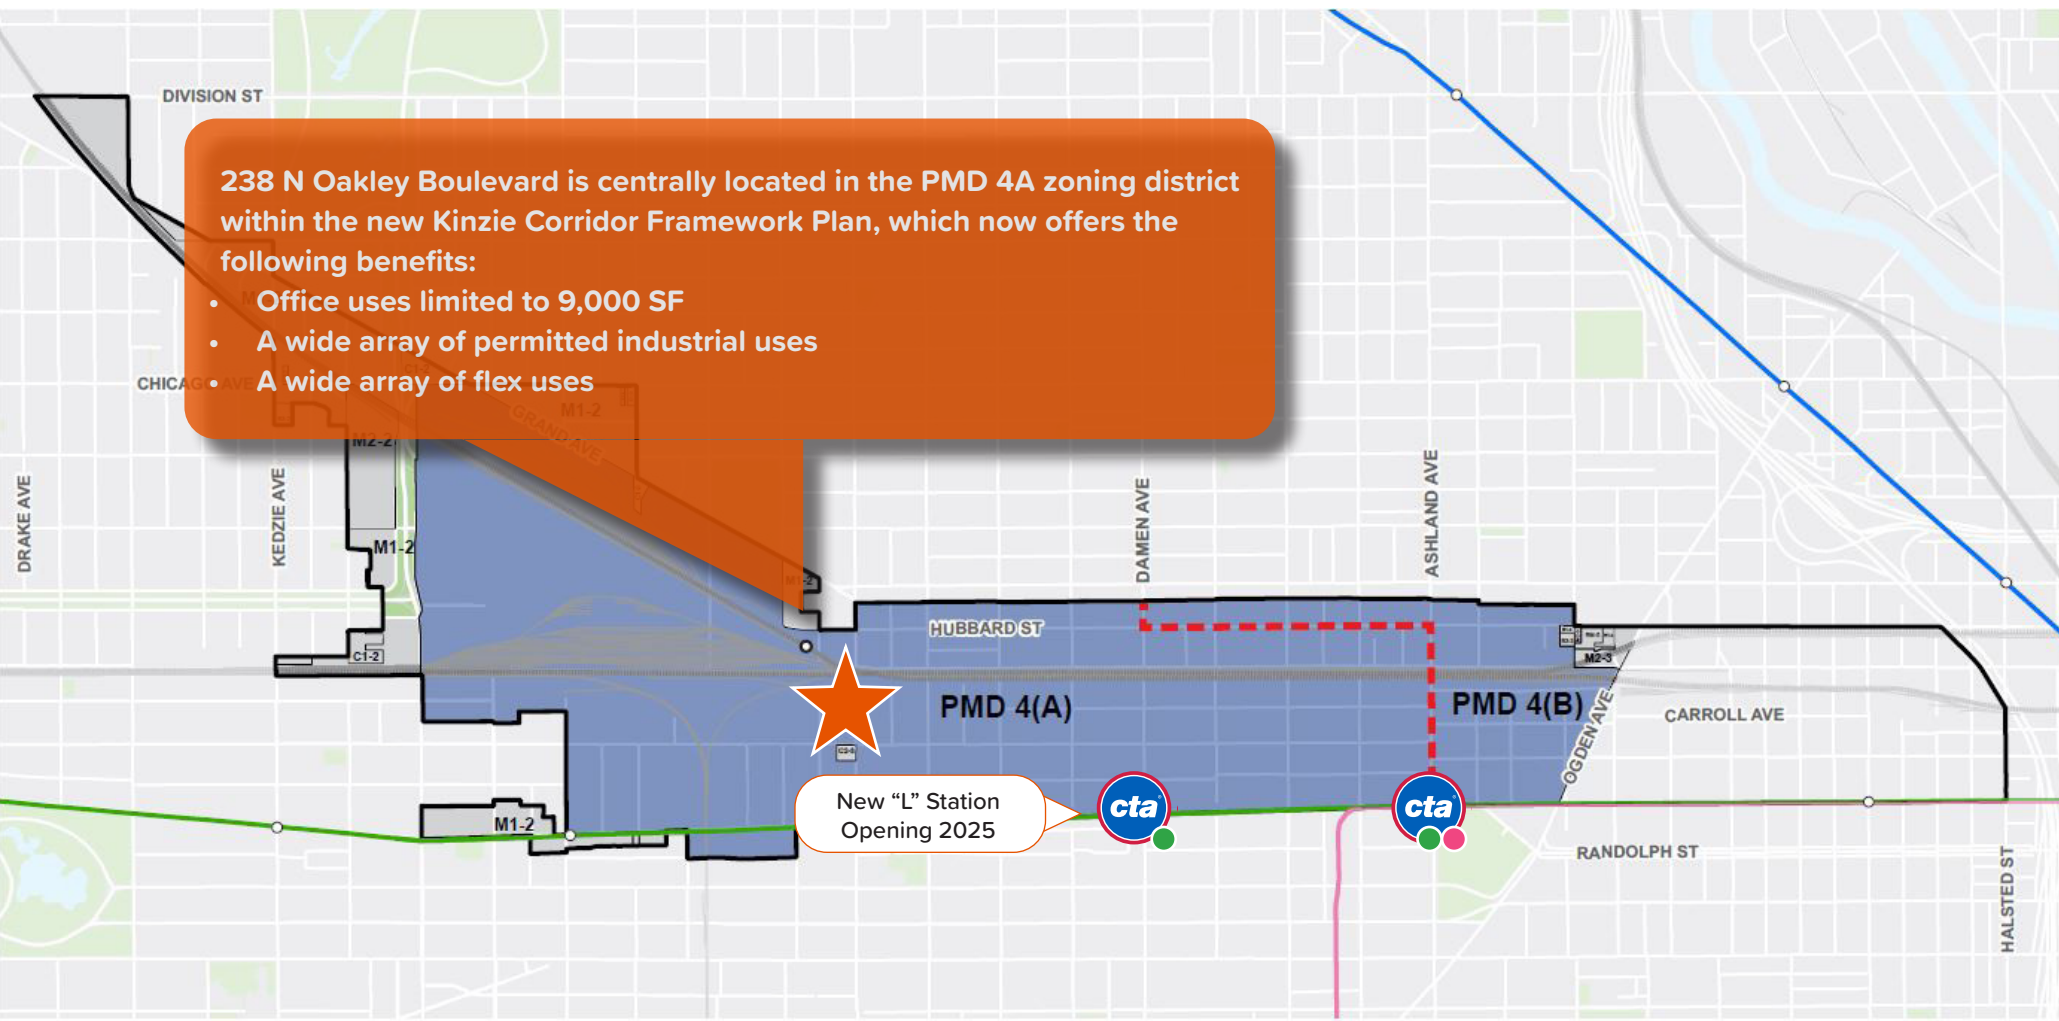 DIVISION ST
238 N Oakley Boulevard is centrally located in the PMD 4A zoning district
within the new Kinzie Corridor Framework Plan, which now offers the
following benefits:
• Office uses limited to 9,000 SF
• A wide array of permitted industrial uses
• A wide array of flex uses
CHICAGO AVE
C1-2
M1-2
GRAND AVE
M2-2
DRAKE AVE
KEDZIE AVE
DAMEN AVE
ASHLAND AVE
M1-2
M1-2
HUBBARD ST
C1-2
M2-3
PMD 4(A)
PMD 4(B)
OGDEN AVE
CARROLL AVE
New “L” Station
Opening 2025
cta
cta
M1-2
RANDOLPH ST
HALSTED ST